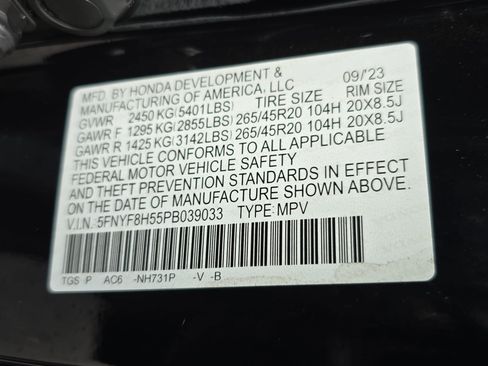 MFD. BY HONDA DEVELOPMENT &
MANUFACTURING OF AMERICA, LLC 09/'23
GVWR 2450 KG(5401LBS) TIRE SIZE RIM SIZE
GAWR F 1295 KG(2855LBS) 265/45R20 104H 20X8.5J
GAWR R 1425 KG(3142LBS) 265/45R20 104H 20X8.5J
THIS VEHICLE CONFORMS TO ALL APPLICABLE
FEDERAL MOTOR VEHICLE SAFETY
AND THEFT PREVENTION STANDARDS IN EFFECT
ON THE DATE OF MANUFACTURE SHOWN ABOVE.
V.I.N. 5FNYF8H55PB039033 TYPE: MPV
TGS P AC6 -NH731P -V -B